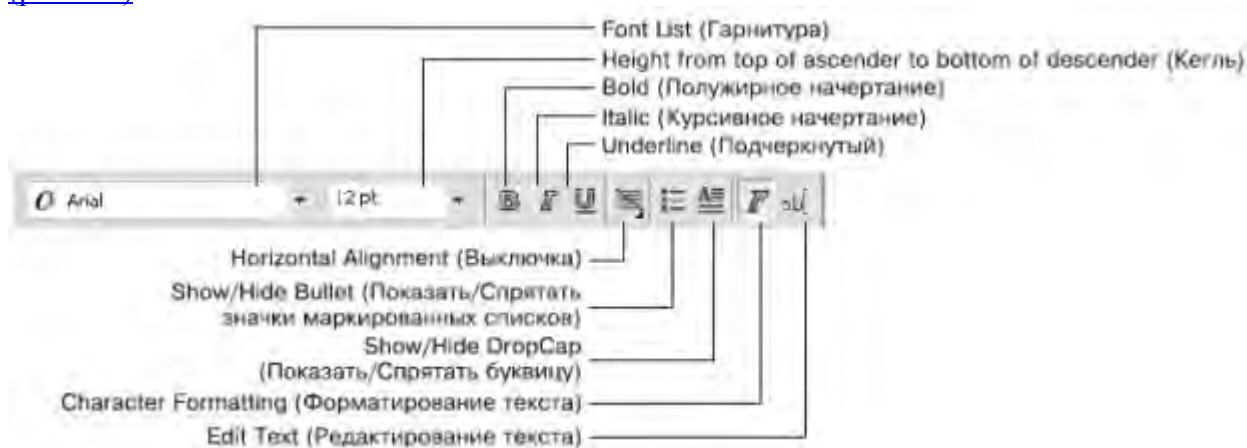 Font List (Гарнитура)
Height from top of ascender to bottom of descender (Кегль)
Bold (Полужирное начертание)
Italic (Курсивное начертание)
Underline (Подчеркнутый)
O Arial 12 pt B F U A F ab
Horizontal Alignment (Выключка)
Show/Hide Bullet (Показать/Спрятать
значки маркированных списков)
Show/Hide DropCap
(Показать/Спрятать буквицу)
Character Formatting (Форматирование текста)
Edit Text (Редактирование текста)